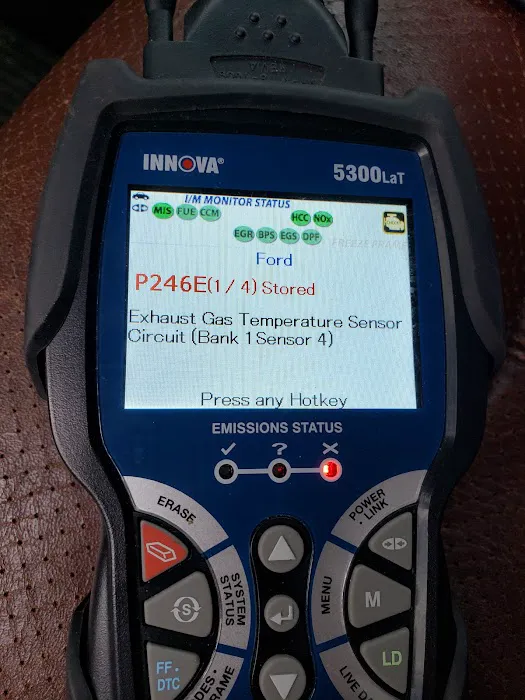 INNOVA®
5300LaT
I/M MONITOR STATUS
MIS FUE CCM HCC NOx
EGR BPS EGS DPF
FREEZE FRAME
Ford
P246E(1/4) Stored
Exhaust Gas Temperature Sensor
Circuit (Bank 1 Sensor 4)
Press any Hotkey
EMISSIONS STATUS
✓ ? X
ERASE
POWER
LINK
SYSTEM
STATUS
MENU
M
FF•
DTC
LD
LIVE